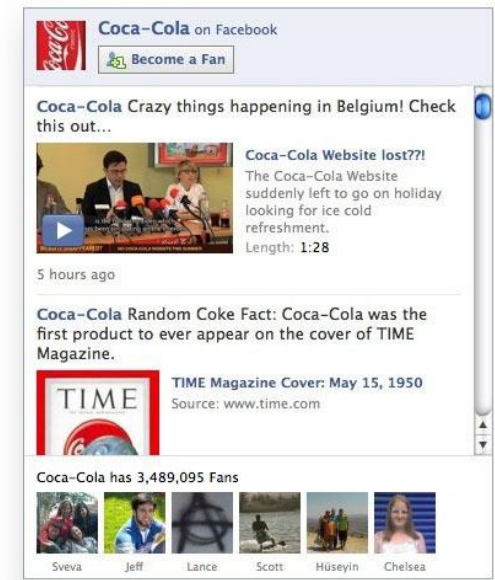 Coca-Cola on Facebook
Become a Fan
Coca-Cola Crazy things happening in Belgium! Check
this out...
Coca-Cola Website lost??!
The Coca-Cola Website
suddenly left to go on holiday
looking for ice cold
refreshment.
Length: 1:28
5 hours ago
Coca-Cola Random Coke Fact: Coca-Cola was the
first product to ever appear on the cover of TIME
Magazine.
TIME
TIME Magazine Cover: May 15, 1950
Source: www.time.com
Coca-Cola has 3,489,095 Fans
Sveva Jeff Lance Scott Hüseyin Chelsea